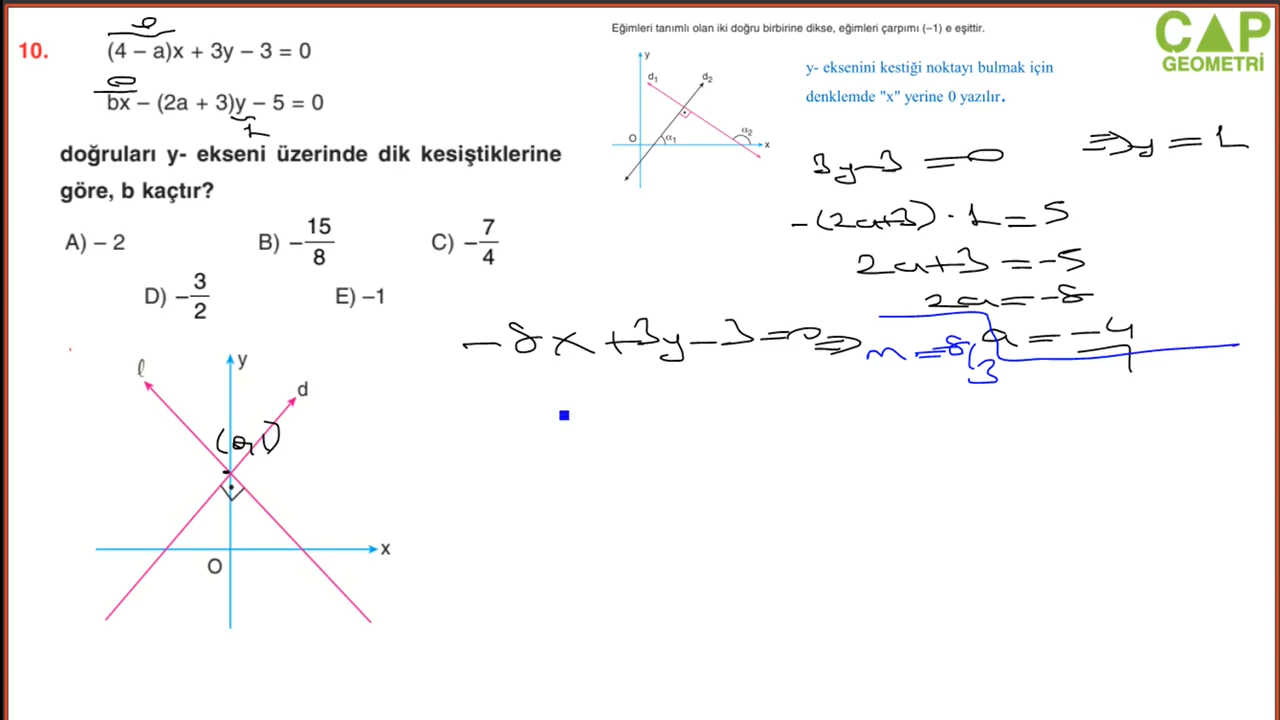 10.
0
(4 – a)x + 3y – 3 = 0
0
bx – (2a + 3)y – 5 = 0
1
doğruları y- ekseni üzerinde dik kesiştiklerine
göre, b kaçtır?
A) – 2
B) – 15/8
C) – 7/4
D) – 3/2
E) –1
ℓ
y
d
(0,1)
O
x
Eğimleri tanımlı olan iki doğru birbirine dikse, eğimleri çarpımı (–1) e eşittir.
y
d₁
d₂
O
α₁
α₂
x
y- eksenini kestiği noktayı bulmak için
denklemde "x" yerine 0 yazılır.
CAP
GEOMETRİ
3y-3 = 0 ⇒ y = 1
-(2a+3) · 1 = 5
2a+3 = -5
2a = -8
a = -4
-8x + 3y - 3 = 0 ⇒ m = 8/3